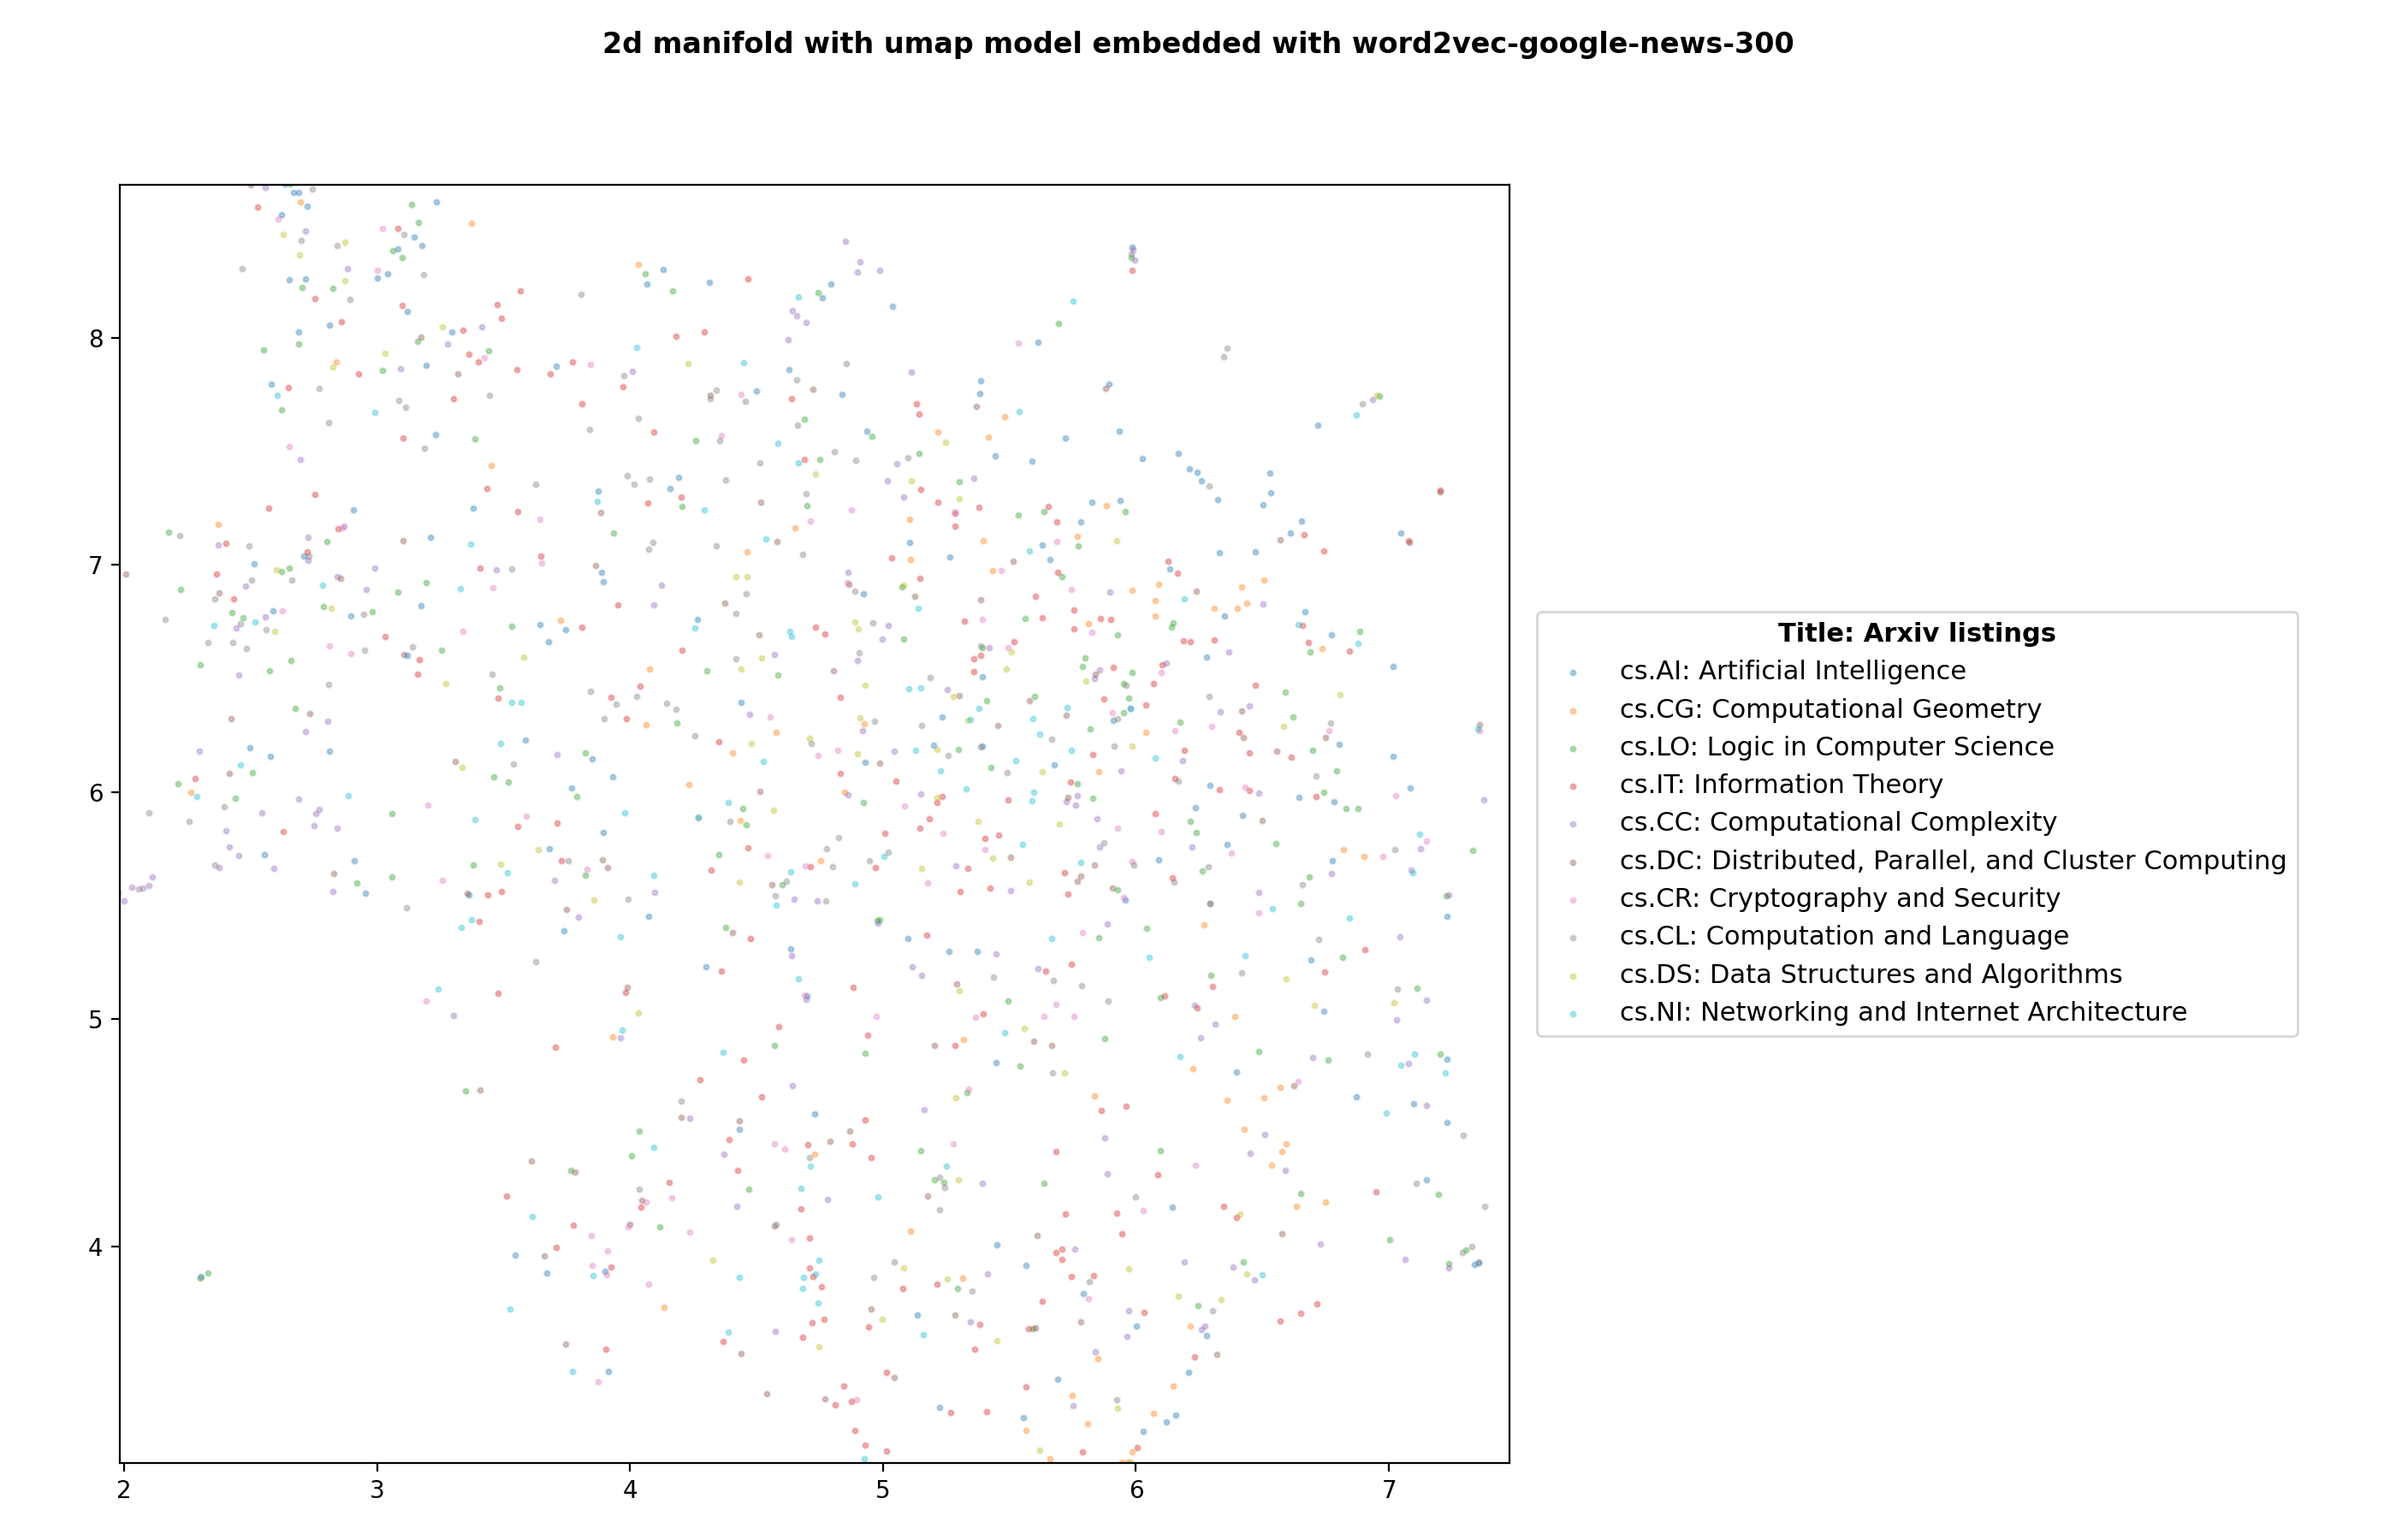 2d manifold with umap model embedded with word2vec-google-news-300
8
7
6
5
4
2 3 4 5 6 7
Title: Arxiv listings
cs.AI: Artificial Intelligence
cs.CG: Computational Geometry
cs.LO: Logic in Computer Science
cs.IT: Information Theory
cs.CC: Computational Complexity
cs.DC: Distributed, Parallel, and Cluster Computing
cs.CR: Cryptography and Security
cs.CL: Computation and Language
cs.DS: Data Structures and Algorithms
cs.NI: Networking and Internet Architecture